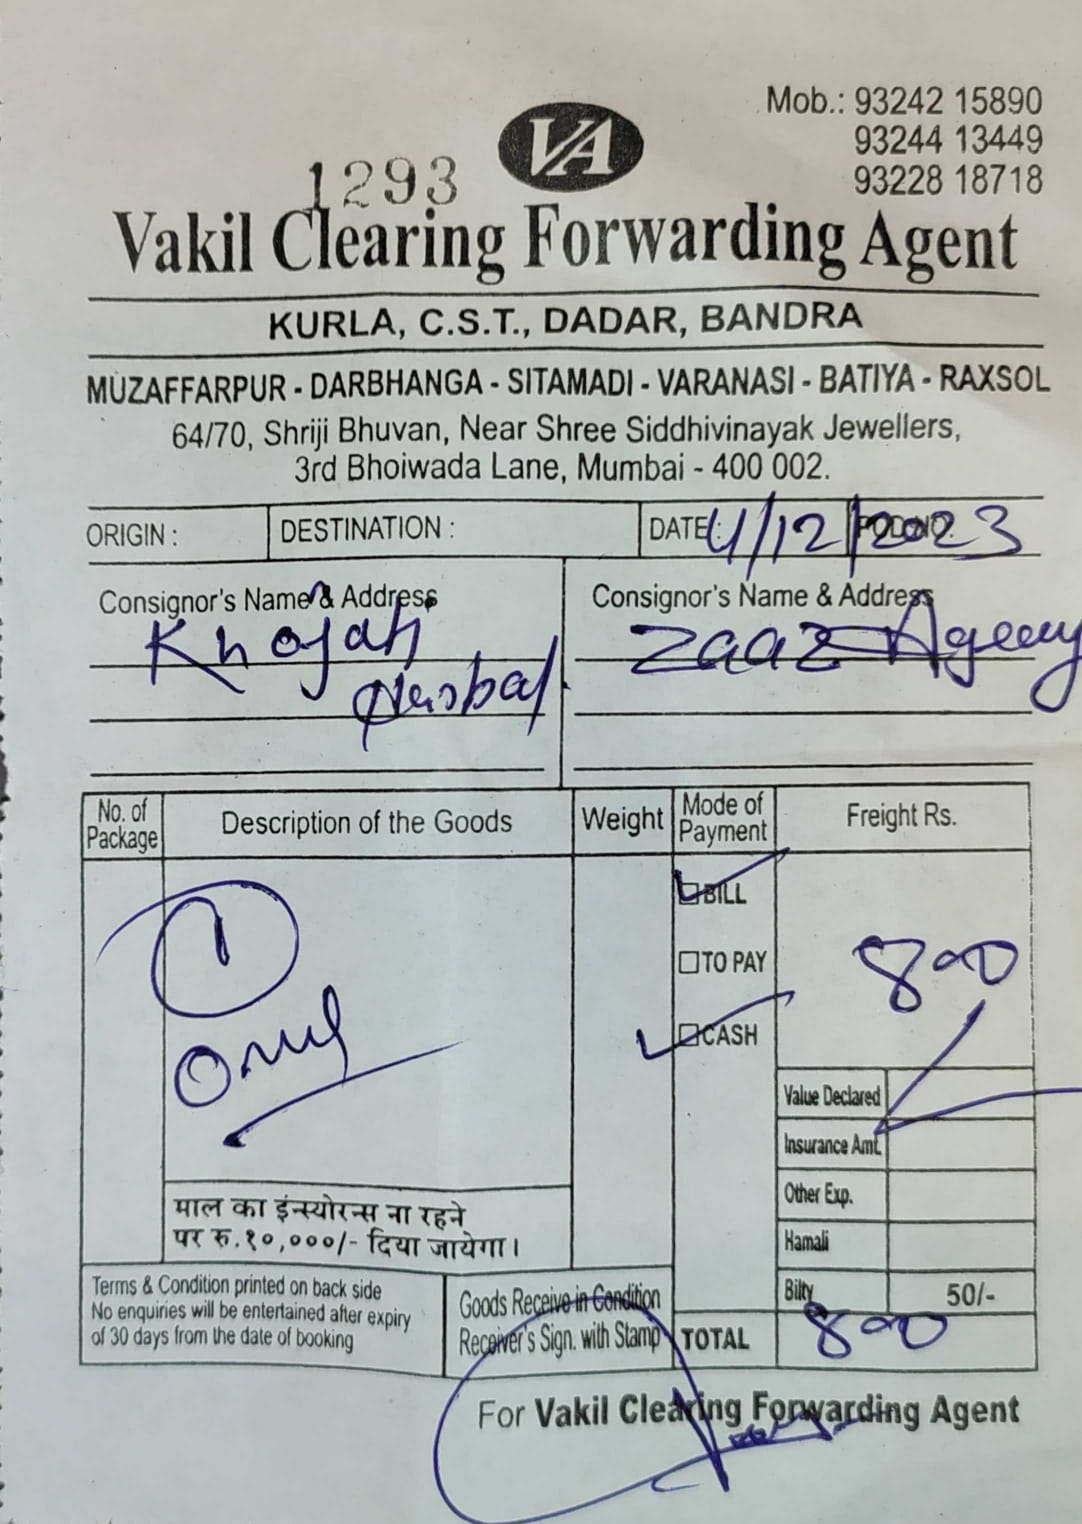 Mob.: 93242 15890
93244 13449
93228 18718
VA
1293
Vakil Clearing Forwarding Agent
KURLA, C.S.T., DADAR, BANDRA
MUZAFFARPUR - DARBHANGA - SITAMADI - VARANASI - BATIYA - RAXSOL
64/70, Shriji Bhuvan, Near Shree Siddhivinayak Jewellers,
3rd Bhoiwada Lane, Mumbai - 400 002.
ORIGIN : DESTINATION : DATE : 4/12/2023 POD NO.
Consignor's Name & Address Consignor's Name & Address
Zaaz Agency
No. of Package Description of the Goods Weight Mode of Payment Freight Rs.
BILL
1
800
TO PAY
CASH
Value Declared
Insurance Amt.
Other Exp.
माल का इंन्स्योरन्स ना रहने
पर रु.१०,०००/- दिया जायेगा।
Hamali
Bilty 50/-
Terms & Condition printed on back side
No enquiries will be entertained after expiry
of 30 days from the date of booking
Goods Receive in Condition
Receiver's Sign. with Stamp
TOTAL 800
For Vakil Clearing Forwarding Agent